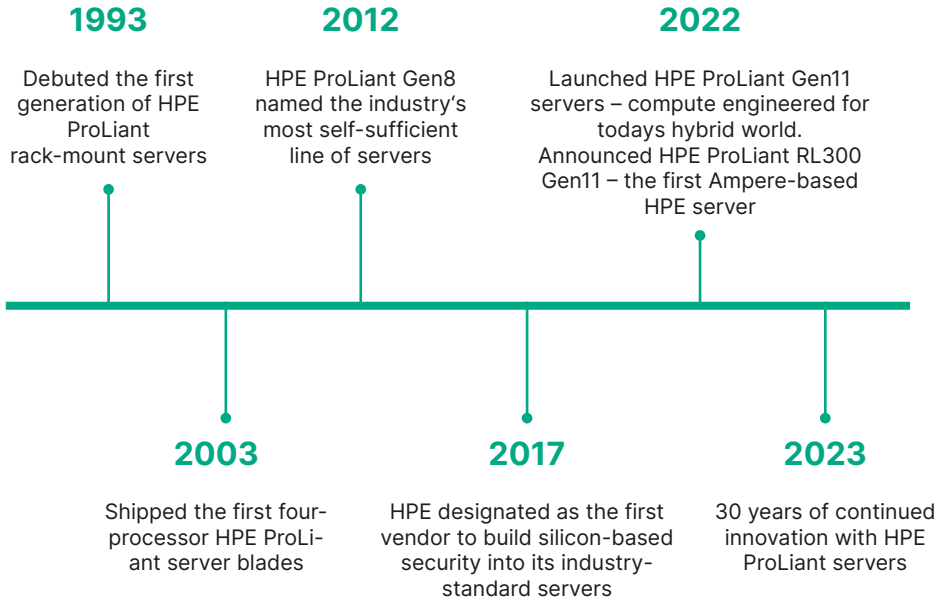 1993
Debuted the first
generation of HPE
ProLiant
rack-mount servers
2012
HPE ProLiant Gen8
named the industry‘s
most self-sufficient
line of servers
2022
Launched HPE ProLiant Gen11
servers – compute engineered for
todays hybrid world.
Announced HPE ProLiant RL300
Gen11 – the first Ampere-based
HPE server
2003
Shipped the first four-
processor HPE ProLi-
ant server blades
2017
HPE designated as the first
vendor to build silicon-based
security into its industry-
standard servers
2023
30 years of continued
innovation with HPE
ProLiant servers